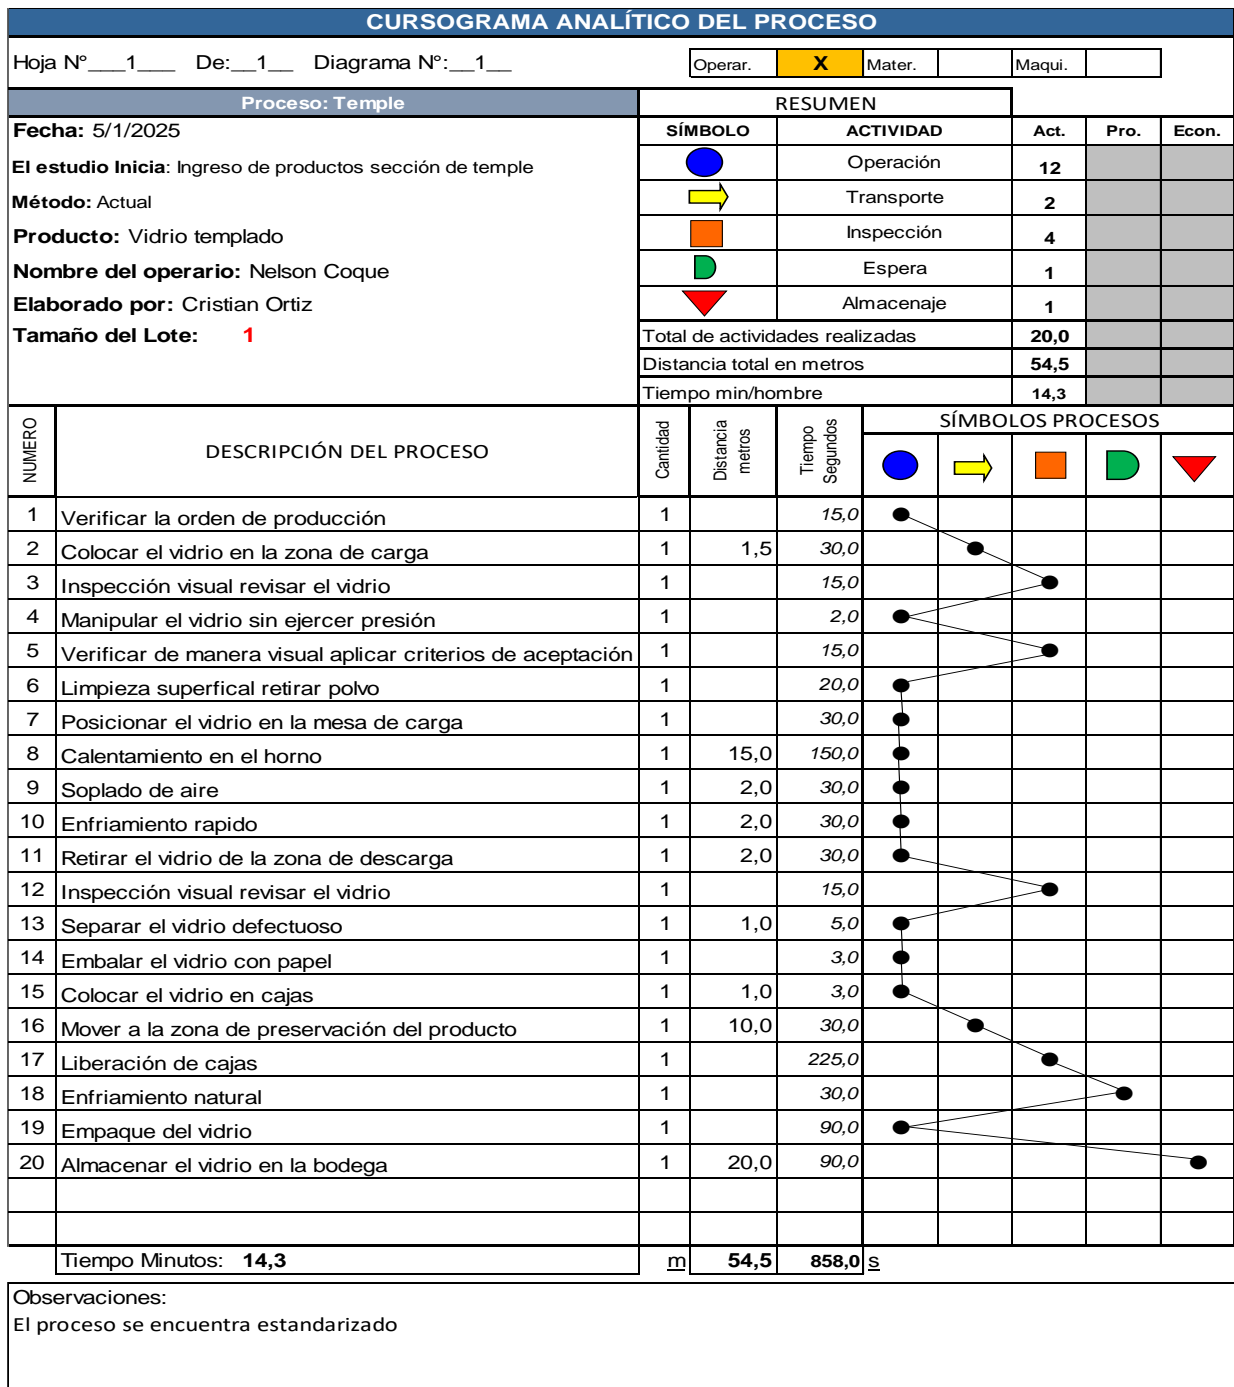 CURSOGRAMA ANALÍTICO DEL PROCESO
Hoja N°___1___ De:__1__ Diagrama N°:__1__ Operar. X Mater. Maqui.
Proceso: Temple RESUMEN
Fecha: 5/1/2025 SÍMBOLO ACTIVIDAD Act. Pro. Econ.
El estudio Inicia: Ingreso de productos sección de temple Operación 12
Método: Actual Transporte 2
Producto: Vidrio templado Inspección 4
Nombre del operario: Nelson Coque Espera 1
Elaborado por: Cristian Ortiz Almacenaje 1
Tamaño del Lote: 1 Total de actividades realizadas 20,0
Distancia total en metros 54,5
Tiempo min/hombre 14,3
NUMERO DESCRIPCIÓN DEL PROCESO Cantidad Distancia metros Tiempo Segundos SÍMBOLOS PROCESOS
1 Verificar la orden de producción 1 15,0
2 Colocar el vidrio en la zona de carga 1 1,5 30,0
3 Inspección visual revisar el vidrio 1 15,0
4 Manipular el vidrio sin ejercer presión 1 2,0
5 Verificar de manera visual aplicar criterios de aceptación 1 15,0
6 Limpieza superfical retirar polvo 1 20,0
7 Posicionar el vidrio en la mesa de carga 1 30,0
8 Calentamiento en el horno 1 15,0 150,0
9 Soplado de aire 1 2,0 30,0
10 Enfriamiento rapido 1 2,0 30,0
11 Retirar el vidrio de la zona de descarga 1 2,0 30,0
12 Inspección visual revisar el vidrio 1 15,0
13 Separar el vidrio defectuoso 1 1,0 5,0
14 Embalar el vidrio con papel 1 3,0
15 Colocar el vidrio en cajas 1 1,0 3,0
16 Mover a la zona de preservación del producto 1 10,0 30,0
17 Liberación de cajas 1 225,0
18 Enfriamiento natural 1 30,0
19 Empaque del vidrio 1 90,0
20 Almacenar el vidrio en la bodega 1 20,0 90,0
Tiempo Minutos: 14,3 m 54,5 858,0 s
Observaciones:
El proceso se encuentra estandarizado